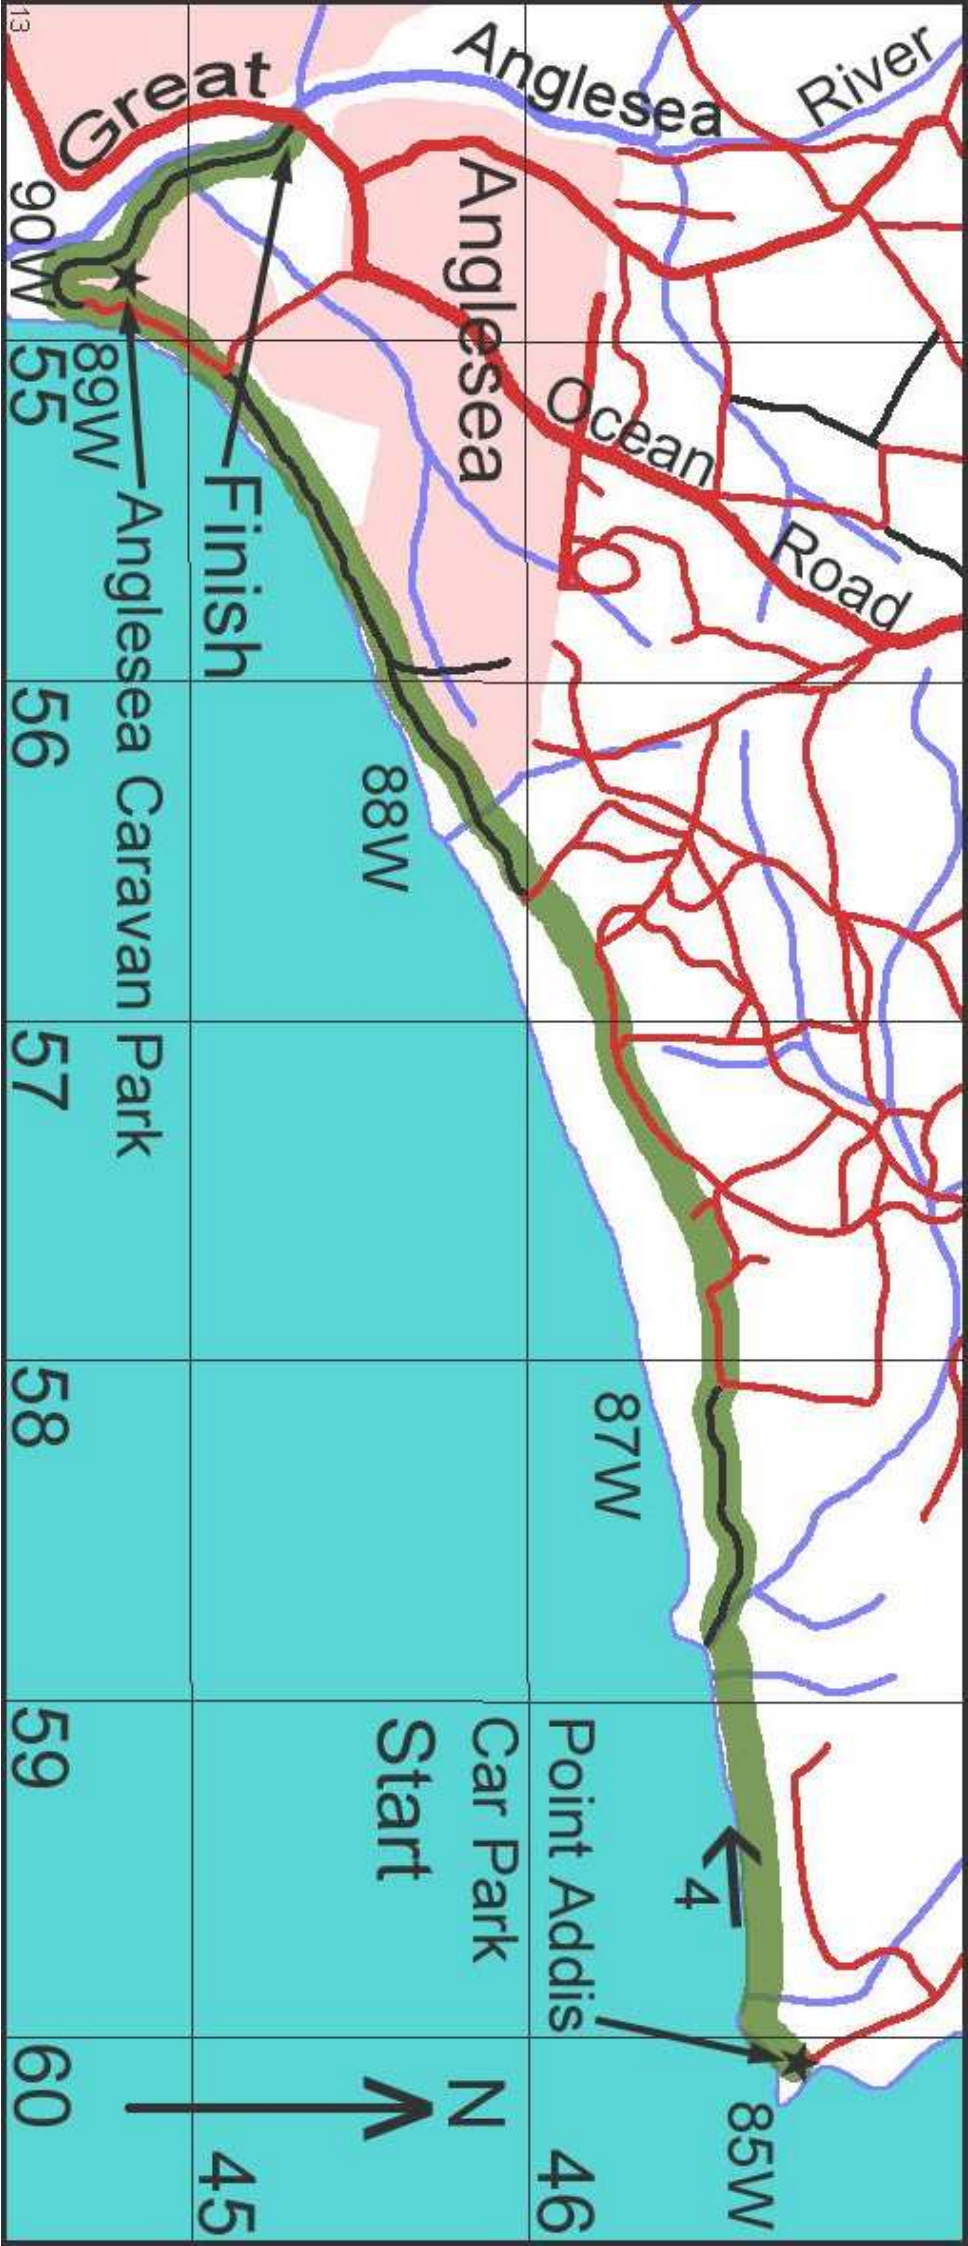 13
Great
Ocean
Road
Anglesea
River
Anglesea
90W
89W
Finish
Anglesea Caravan Park
88W
87W
Point Addis
Car Park
Start
4
85W
N
46
45
55
56
57
58
59
60